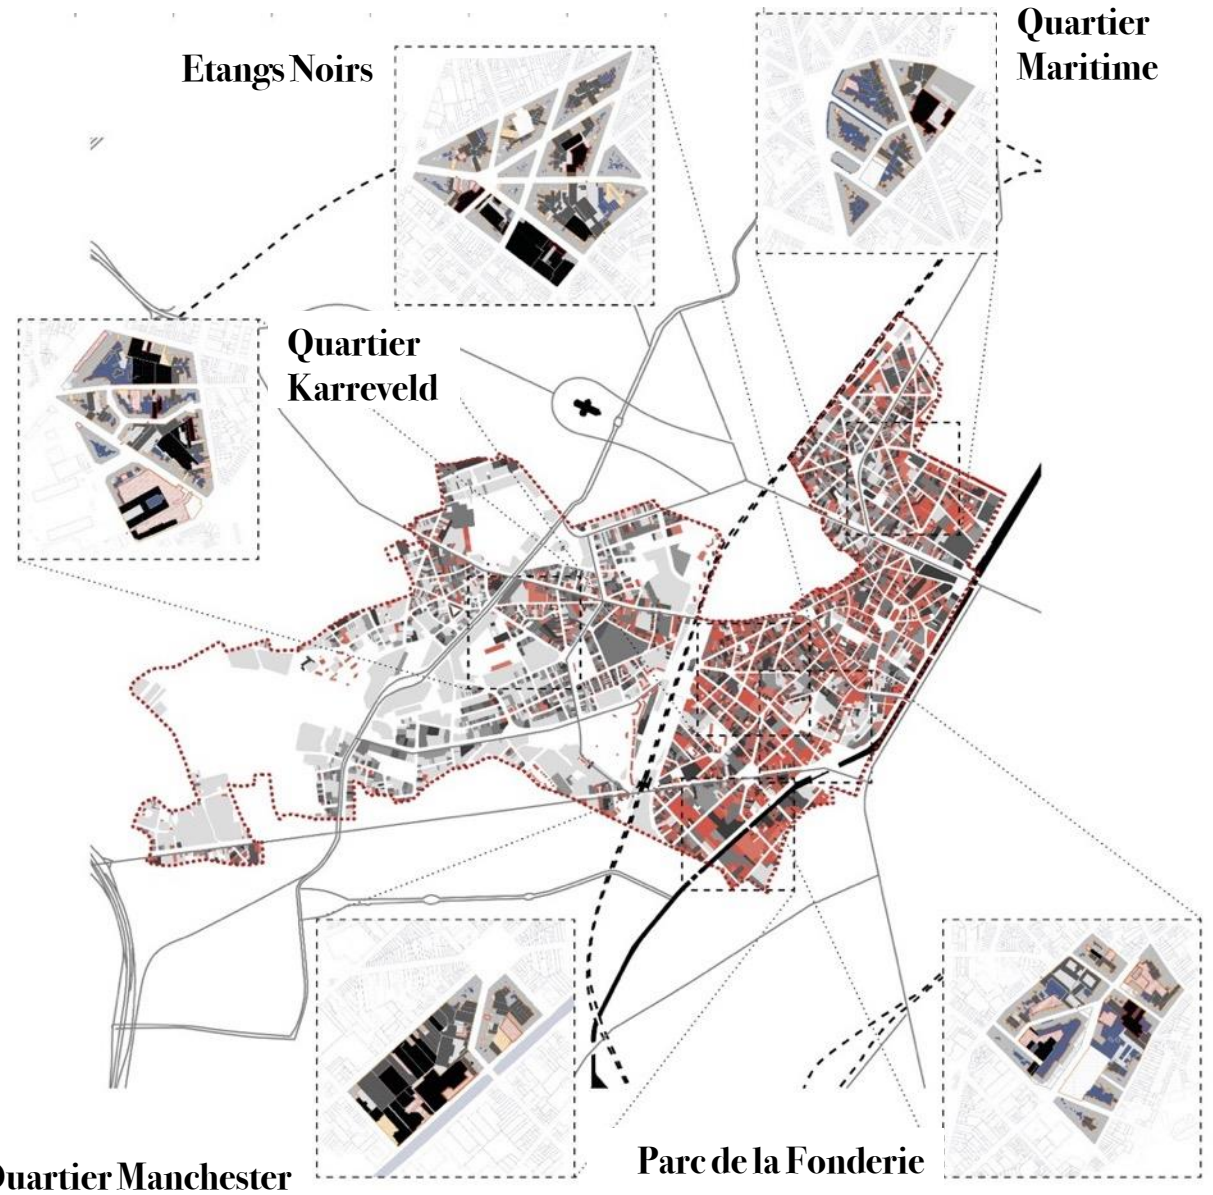 Quartier
Maritime
Etangs Noirs
Quartier
Karreveld
Parc de la Fonderie
Quartier Manchester